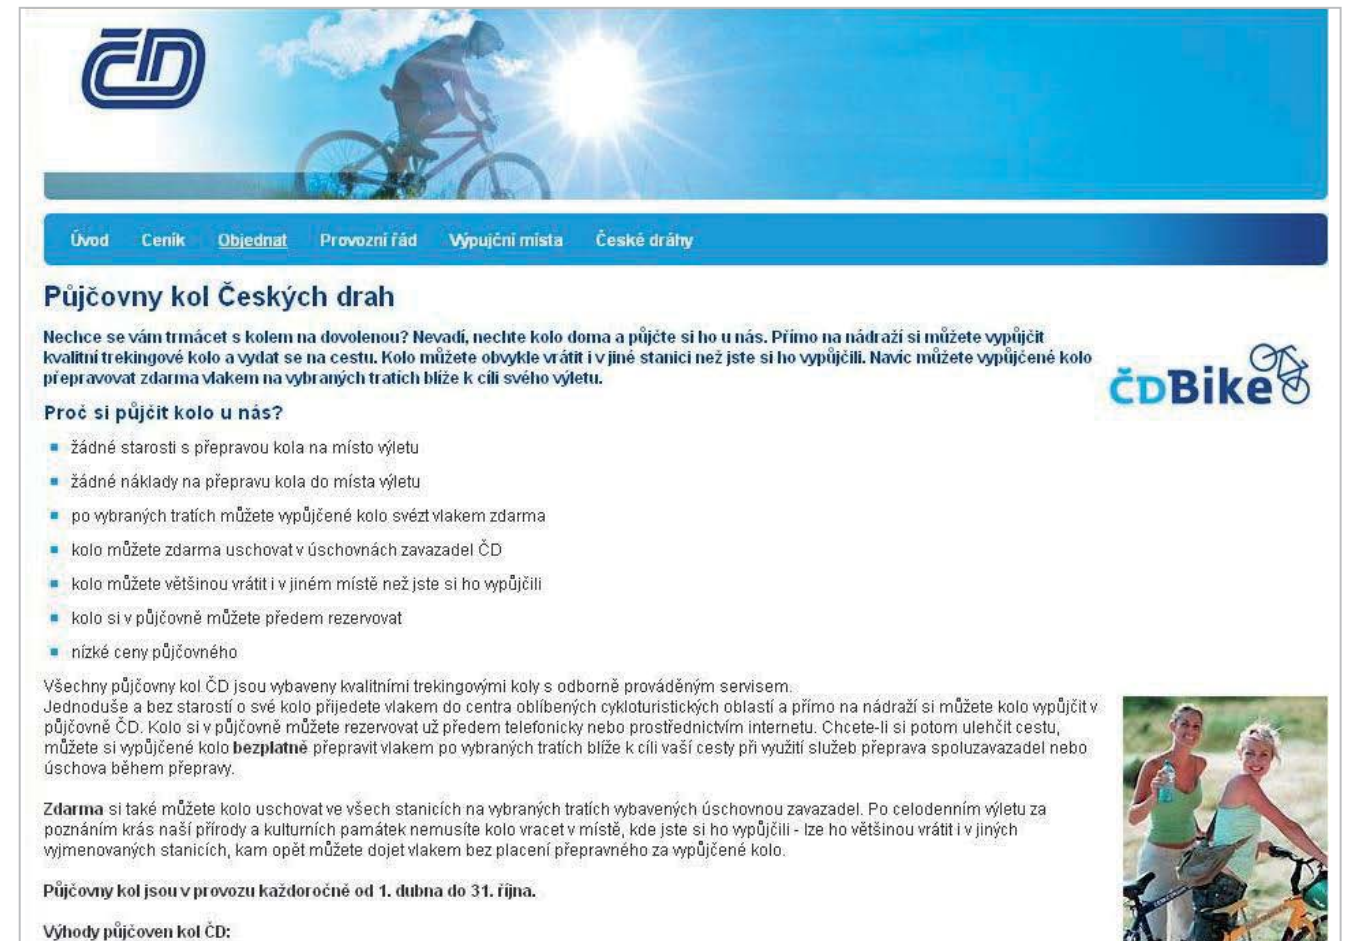 ČD
Úvod Ceník Objednat Provozní řád Výpujční místa České dráhy
Půjčovny kol Českých drah
Nechce se vám trmácet s kolem na dovolenou? Nevadí, nechte kolo doma a půjčte si ho u nás. Přímo na nádraží si můžete vypůjčit
kvalitní trekingové kolo a vydat se na cestu. Kolo můžete obvykle vrátit i v jiné stanici než jste si ho vypůjčili. Navíc můžete vypůjčené kolo
přepravovat zdarma vlakem na vybraných tratích blíže k cíli svého výletu.
ČDBike
Proč si půjčit kolo u nás?
žádné starosti s přepravou kola na místo výletu
žádné náklady na přepravu kola do místa výletu
po vybraných tratích můžete vypůjčené kolo svézt vlakem zdarma
kolo můžete zdarma uschovat v úschovnách zavazadel ČD
kolo můžete většinou vrátit i v jiném místě než jste si ho vypůjčili
kolo si v půjčovně můžete předem rezervovat
nízké ceny půjčovného
Všechny půjčovny kol ČD jsou vybaveny kvalitními trekingovými koly s odborně prováděným servisem.
Jednoduše a bez starostí o své kolo přijedete vlakem do centra oblíbených cykloturistických oblastí a přímo na nádraží si můžete kolo vypůjčit v
půjčovně ČD. Kolo si v půjčovně můžete rezervovat už předem telefonicky nebo prostřednictvím internetu. Chcete-li si potom ulehčit cestu,
můžete si vypůjčené kolo bezplatně přepravit vlakem po vybraných tratích blíže k cíli vaší cesty při využití služeb přeprava spoluzavazadel nebo
úschova během přepravy.
Zdarma si také můžete kolo uschovat ve všech stanicích na vybraných tratích vybavených úschovnou zavazadel. Po celodenním výletu za
poznáním krás naší přírody a kulturních památek nemusíte kolo vracet v místě, kde jste si ho vypůjčili - lze ho většinou vrátit i v jiných
vyjmenovaných stanicích, kam opět můžete dojet vlakem bez placení přepravného za vypůjčené kolo.
Půjčovny kol jsou v provozu každoročně od 1. dubna do 31. října.
Výhody půjčoven kol ČD: